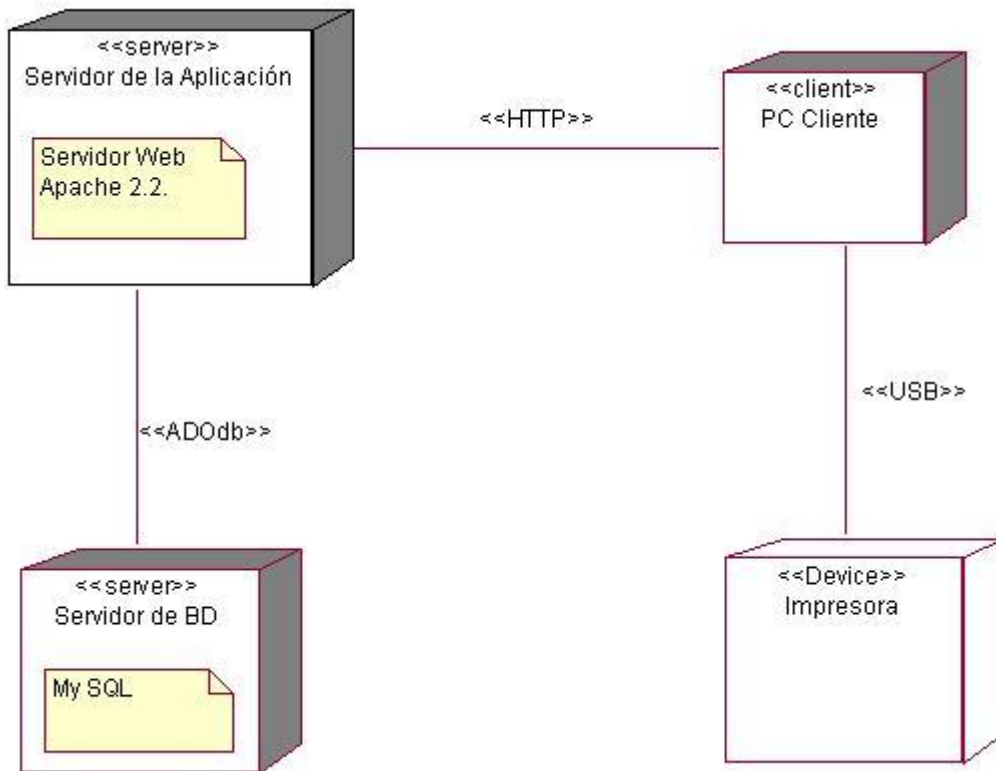 <<server>>
Servidor de la Aplicación
Servidor Web
Apache 2.2.
<<HTTP>>
<<client>>
PC Cliente
<<ADOdb>>
<<USB>>
<<server>>
Servidor de BD
My SQL
<<Device>>
Impresora